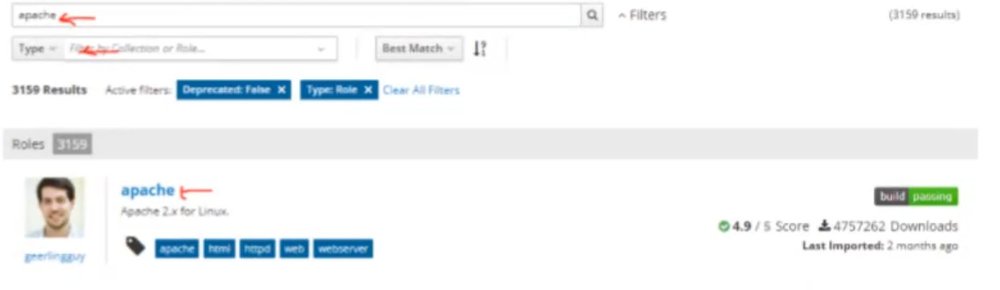 apache Filters (3159 results)
Type Filter by Collection or Role... Best Match
3159 Results Active filters: Deprecated: False X Type: Role X Clear All Filters
Roles 3159
apache
build passing
Apache 2.x for Linux.
4.9 / 5 Score 4757262 Downloads
apache html httpd web webserver
Last Imported: 2 months ago
geerlingguy